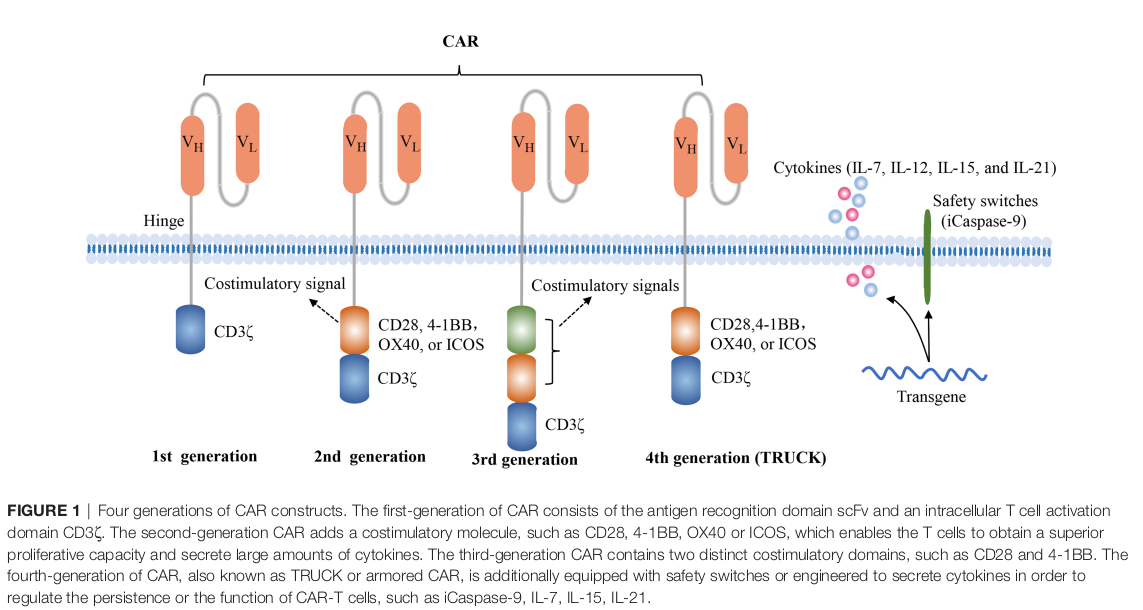 CAR
VH
VL
VH
VL
VH
VL
VH
VL
Cytokines (IL-7, IL-12, IL-15, and IL-21)
Safety switches
(iCaspase-9)
Hinge
Costimulatory signal
Costimulatory signals
CD3ζ
CD28, 4-1BB,
OX40, or ICOS
CD3ζ
CD3ζ
CD28,4-1BB,
OX40, or ICOS
CD3ζ
Transgene
1st generation
2nd generation
3rd generation
4th generation (TRUCK)
FIGURE 1 | Four generations of CAR constructs. The first-generation of CAR consists of the antigen recognition domain scFv and an intracellular T cell activation
domain CD3ζ. The second-generation CAR adds a costimulatory molecule, such as CD28, 4-1BB, OX40 or ICOS, which enables the T cells to obtain a superior
proliferative capacity and secrete large amounts of cytokines. The third-generation CAR contains two distinct costimulatory domains, such as CD28 and 4-1BB. The
fourth-generation of CAR, also known as TRUCK or armored CAR, is additionally equipped with safety switches or engineered to secrete cytokines in order to
regulate the persistence or the function of CAR-T cells, such as iCaspase-9, IL-7, IL-15, IL-21.